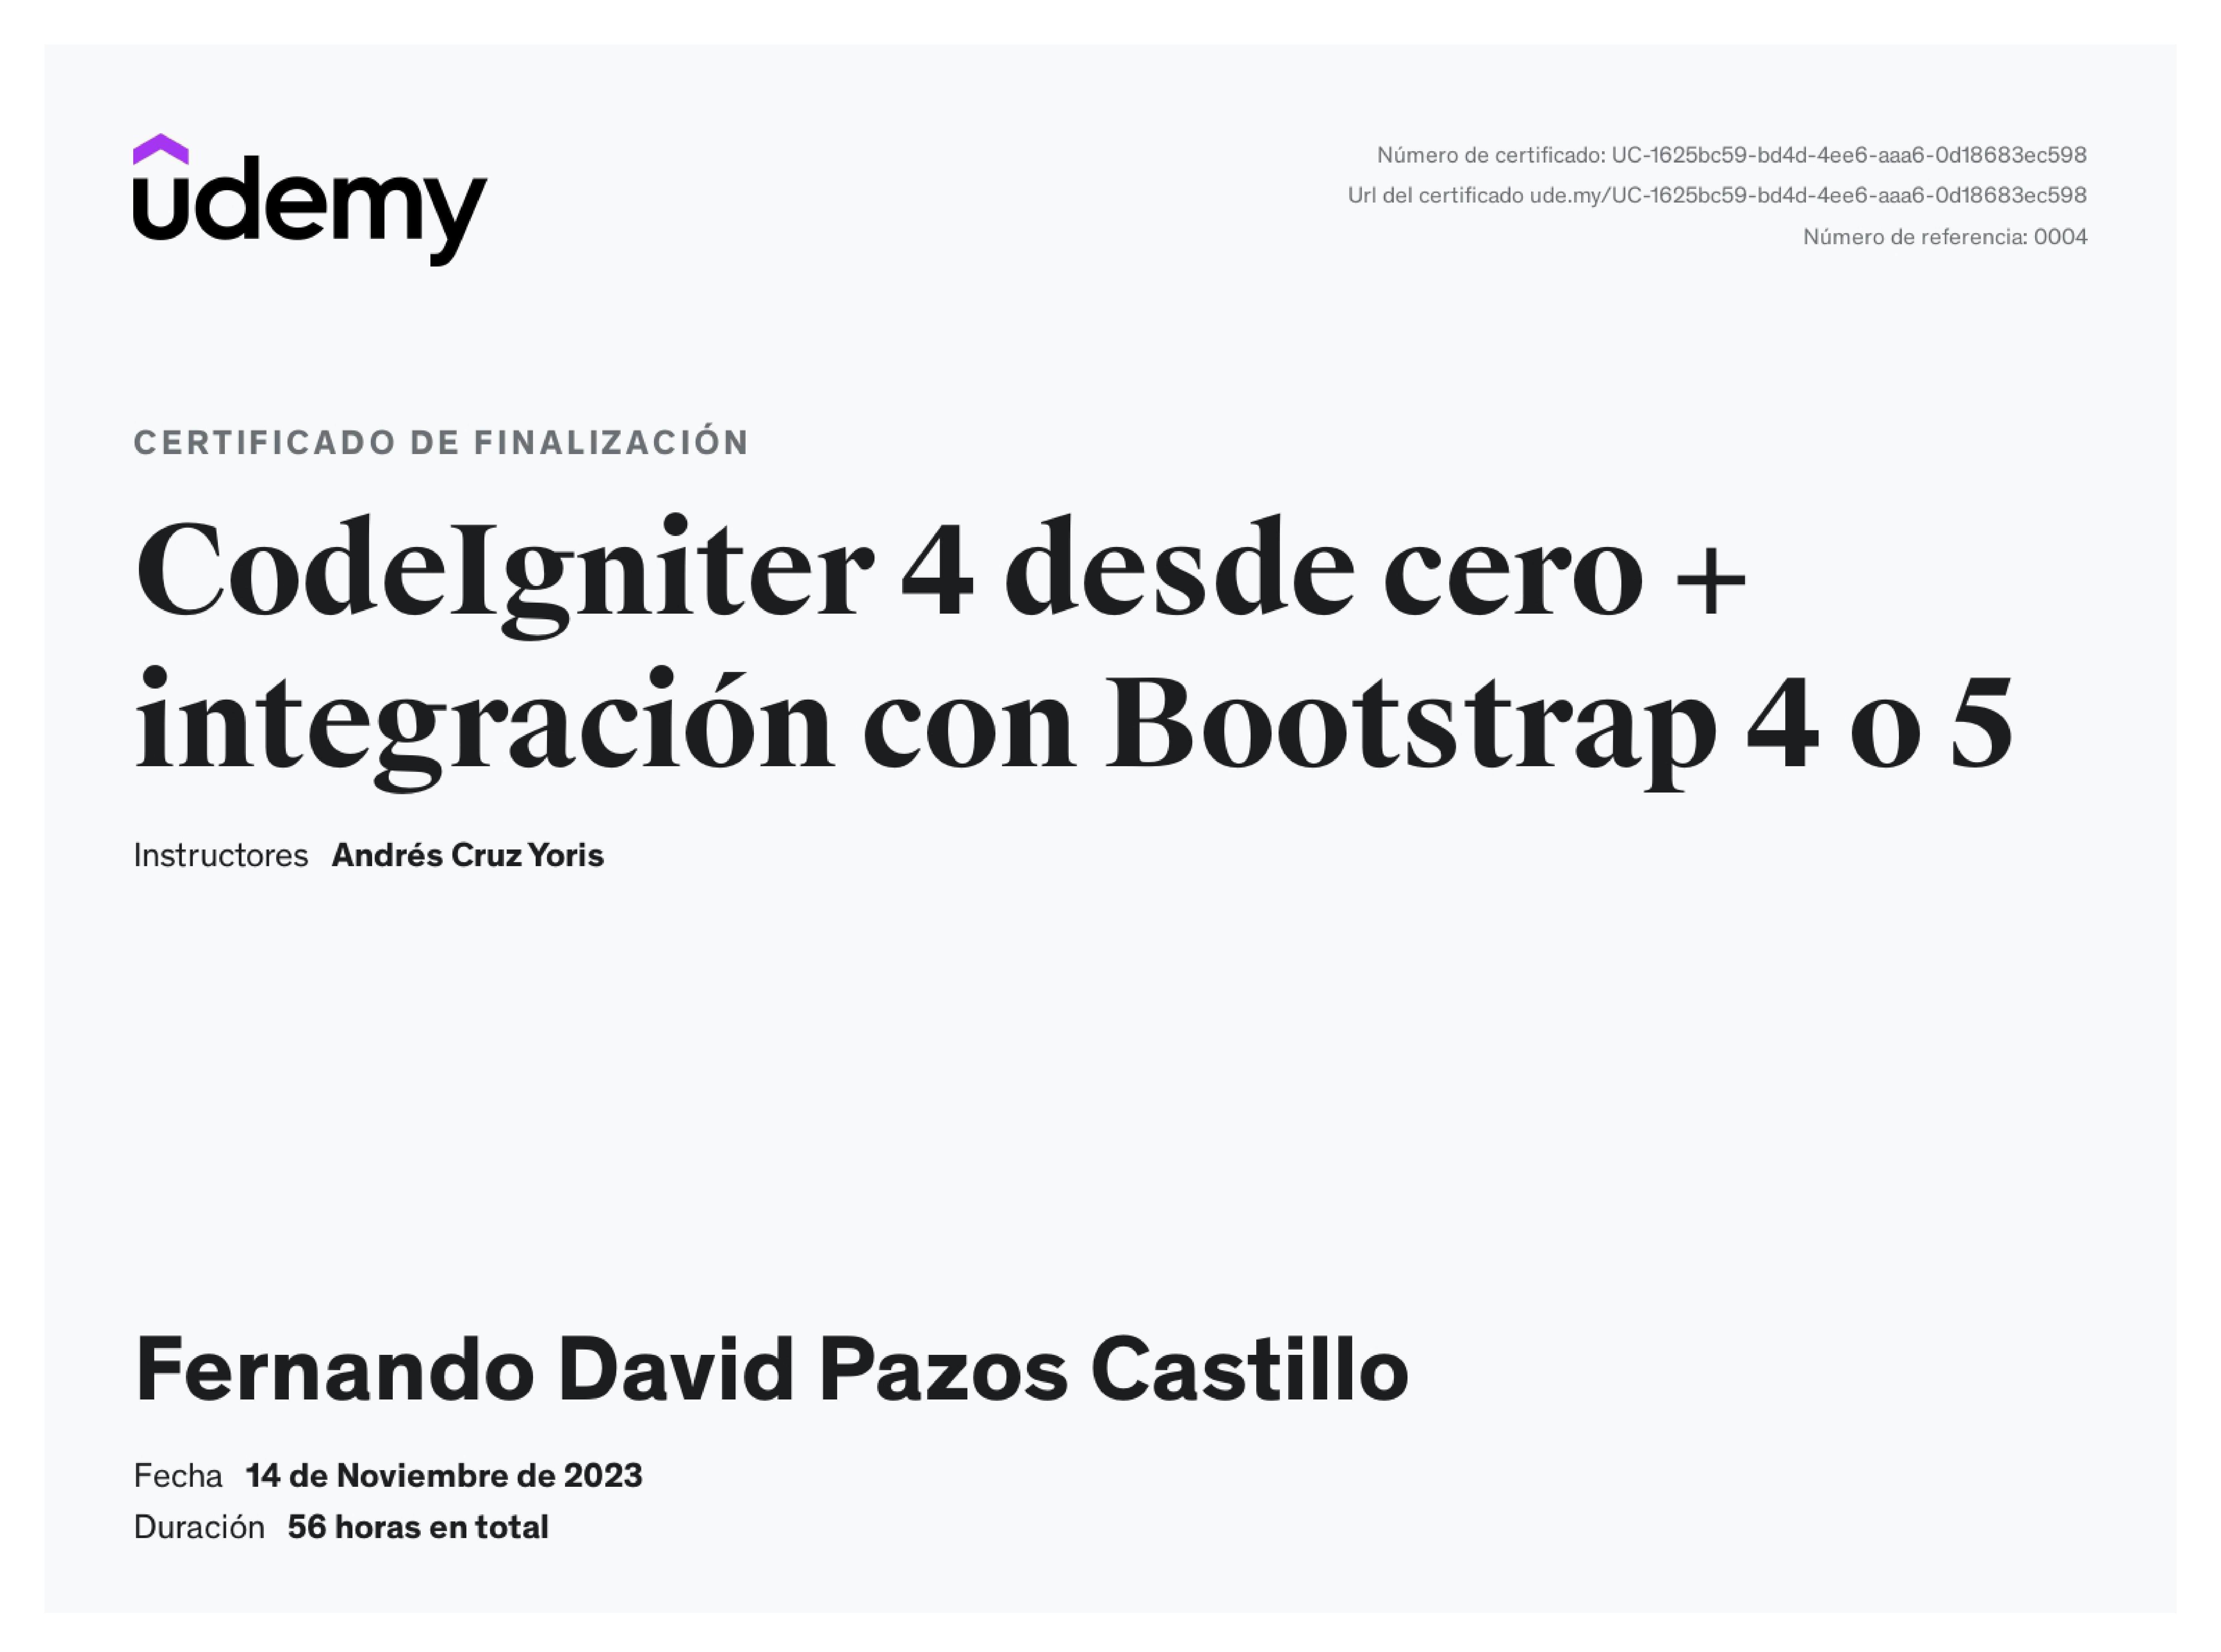 udemy
Número de certificado: UC-1625bc59-bd4d-4ee6-aaa6-0d18683ec598
Url del certificado ude.my/UC-1625bc59-bd4d-4ee6-aaa6-0d18683ec598
Número de referencia: 0004
CERTIFICADO DE FINALIZACIÓN
CodeIgniter 4 desde cero +
integración con Bootstrap 4 o 5
Instructores Andrés Cruz Yoris
Fernando David Pazos Castillo
Fecha 14 de Noviembre de 2023
Duración 56 horas en total